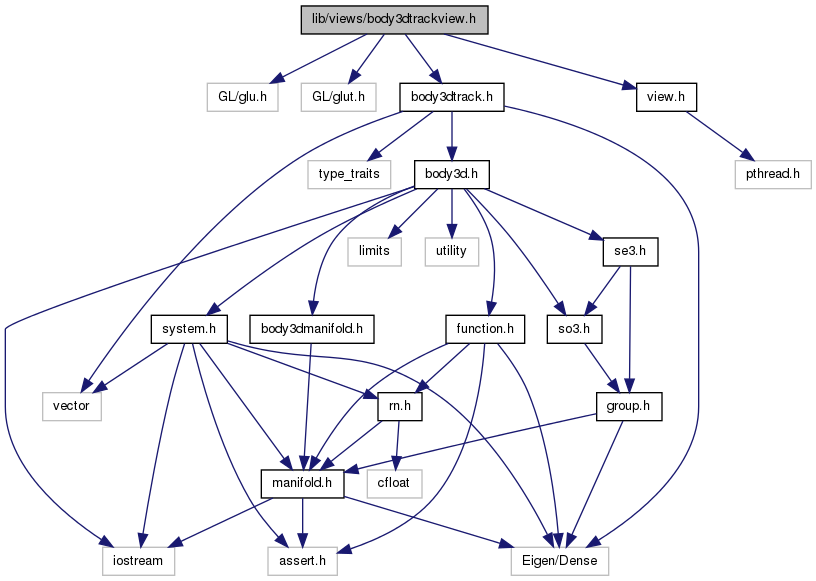 lib/views/body3dtrackview.h
GL/glu.h
GL/glut.h
body3dtrack.h
view.h
type_traits
body3d.h
pthread.h
limits
utility
se3.h
system.h
body3dmanifold.h
function.h
so3.h
vector
rn.h
group.h
manifold.h
cfloat
iostream
assert.h
Eigen/Dense